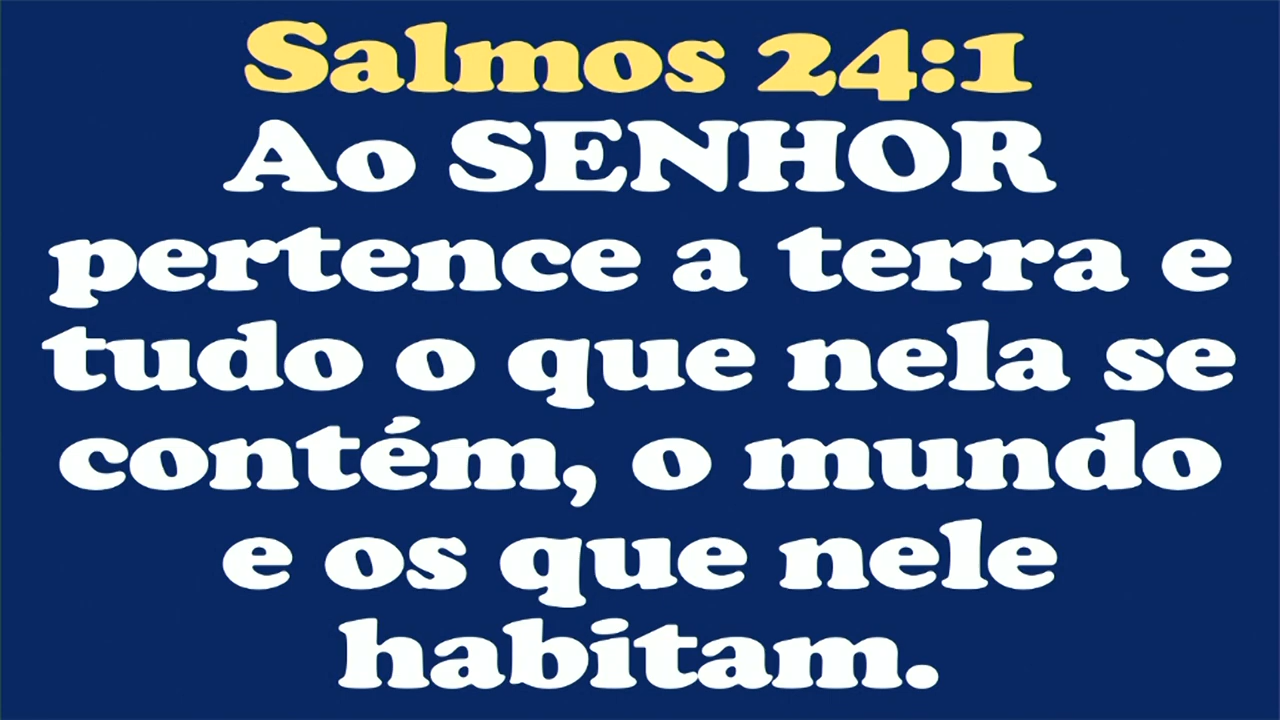 Salmos 24:1
Ao SENHOR
pertence a terra e
tudo o que nela se
contém, o mundo
e os que nele
habitam.